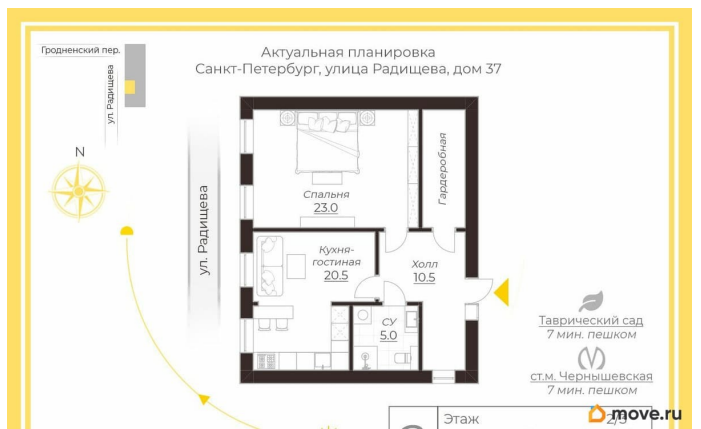 Гродненский пер.
ул. Радищева
Актуальная планировка
Санкт-Петербург, улица Радищева, дом 37
N
ул. Радищева
Спальня
23.0
Гардеробная
Кухня-
гостиная
20.5
Холл
10.5
СУ
5.0
Таврический сад
7 мин. пешком
ст.м. Чернышевская
7 мин. пешком
Этаж
2/5
move.ru